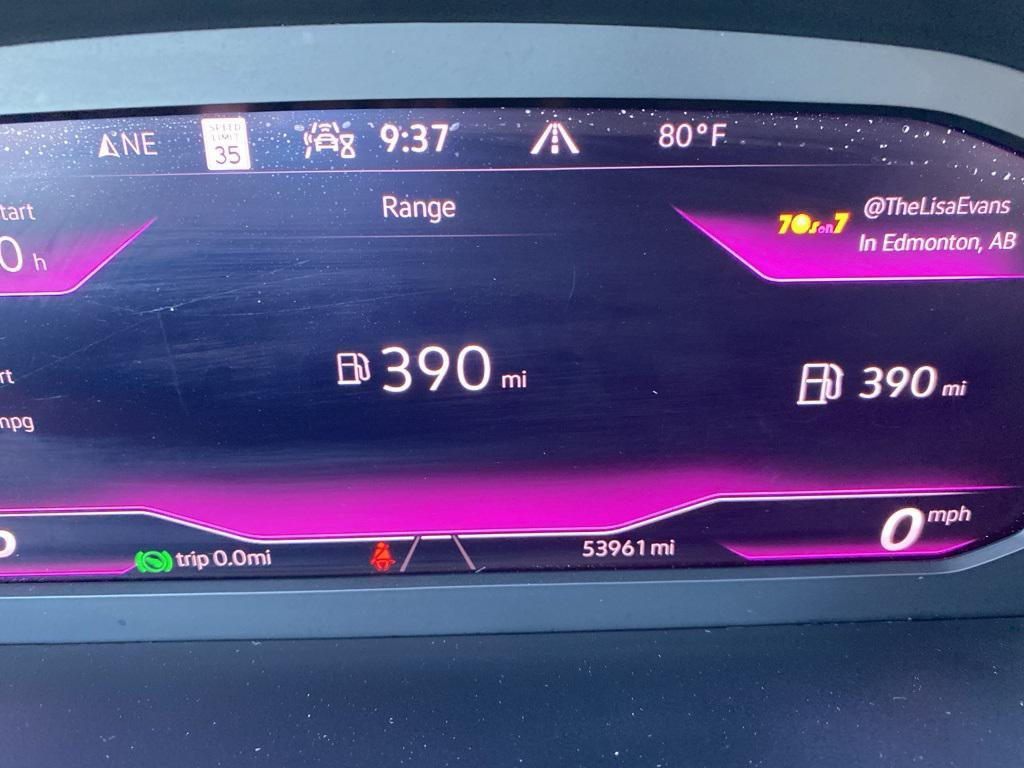 NE
SPEED LIMIT 35
9:37
80°F
tart
0 h
Range
70s on 7
@TheLisaEvans
In Edmonton, AB
390 mi
390 mi
rt
mpg
trip 0.0mi
53961 mi
0 mph